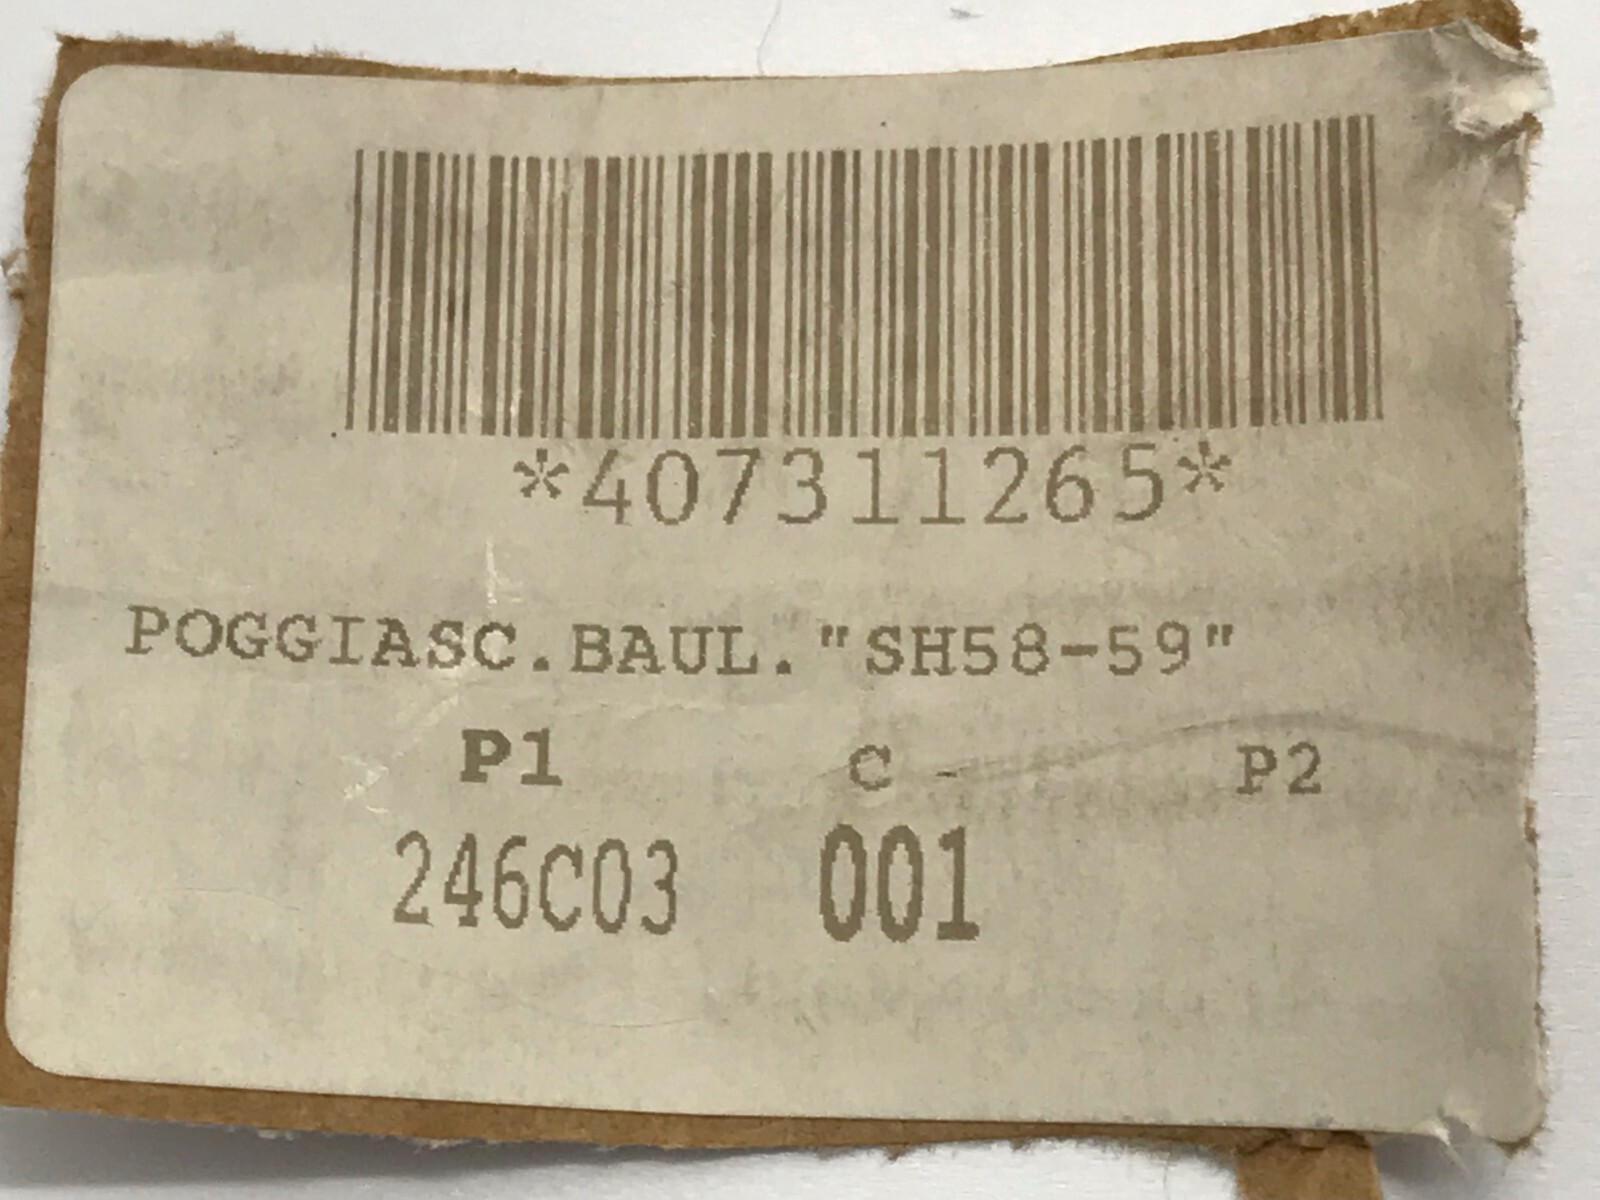 *407311265*
POGGIASC.BAUL."SH58-59"
P1 C P2
246C03 001